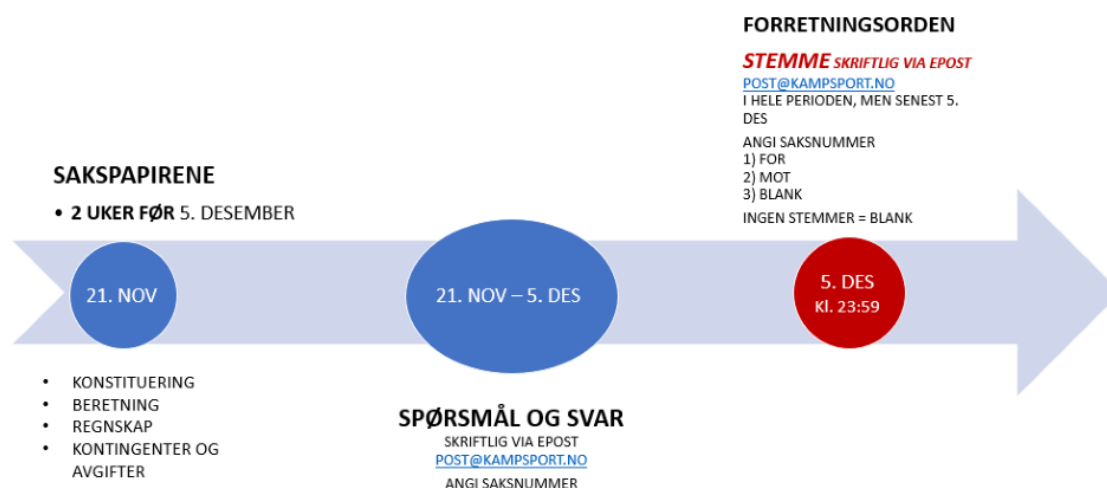 SAKSPAPIRENE
• 2 UKER FØR 5. DESEMBER
21. NOV
• KONSTITUERING
• BERETNING
• REGNSKAP
• KONTINGENTER OG
AVGIFTER
21. NOV – 5. DES
SPØRSMÅL OG SVAR
SKRIFTLIG VIA EPOST
POST@KAMPSPORT.NO
ANGI SAKSNUMMER
FORRETNINGSORDEN
STEMME SKRIFTLIG VIA EPOST
POST@KAMPSPORT.NO
I HELE PERIODEN, MEN SENEST 5.
DES
ANGI SAKSNUMMER
1) FOR
2) MOT
3) BLANK
INGEN STEMMER = BLANK
5. DES
Kl. 23:59